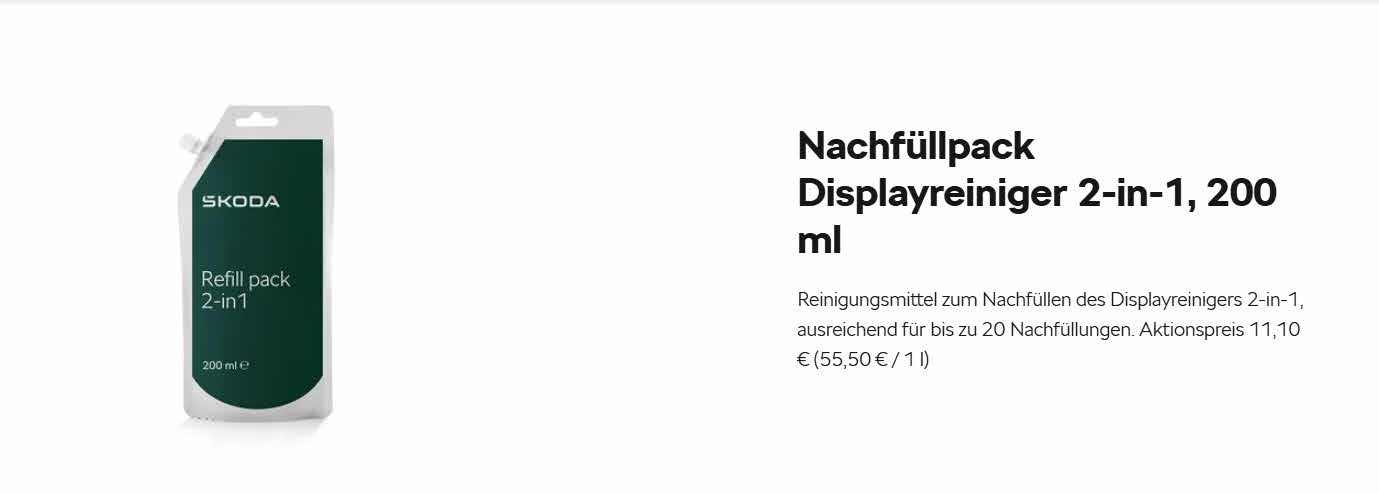 SKODA
Refill pack
2-in1
200 ml ℮
Nachfüllpack
Displayreiniger 2-in-1, 200
ml
Reinigungsmittel zum Nachfüllen des Displayreinigers 2-in-1,
ausreichend für bis zu 20 Nachfüllungen. Aktionspreis 11,10
€ (55,50 € / 1 l)